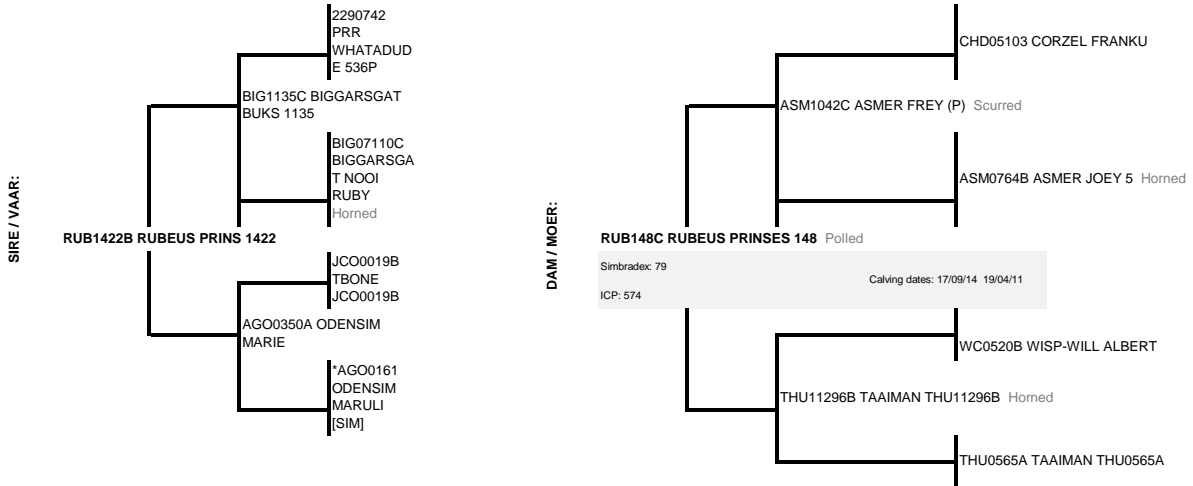 SIRE / VAAR:
2290742
PRR
WHATADUD
E 536P
BIG1135C BIGGARSGAT
BUKS 1135
BIG07110C
BIGGARSGA
T NOOI
RUBY
Horned
RUB1422B RUBEUS PRINS 1422
JCO0019B
TBONE
JCO0019B
AGO0350A ODENSIM
MARIE
*AGO0161
ODENSIM
MARULI
[SIM]
DAM / MOER:
CHD05103 CORZEL FRANKU
ASM1042C ASMER FREY (P) Scurred
ASM0764B ASMER JOEY 5 Horned
RUB148C RUBEUS PRINSES 148 Polled
Simbradex: 79
Calving dates: 17/09/14 19/04/11
ICP: 574
WC0520B WISP-WILL ALBERT
THU11296B TAAIMAN THU11296B Horned
THU0565A TAAIMAN THU0565A